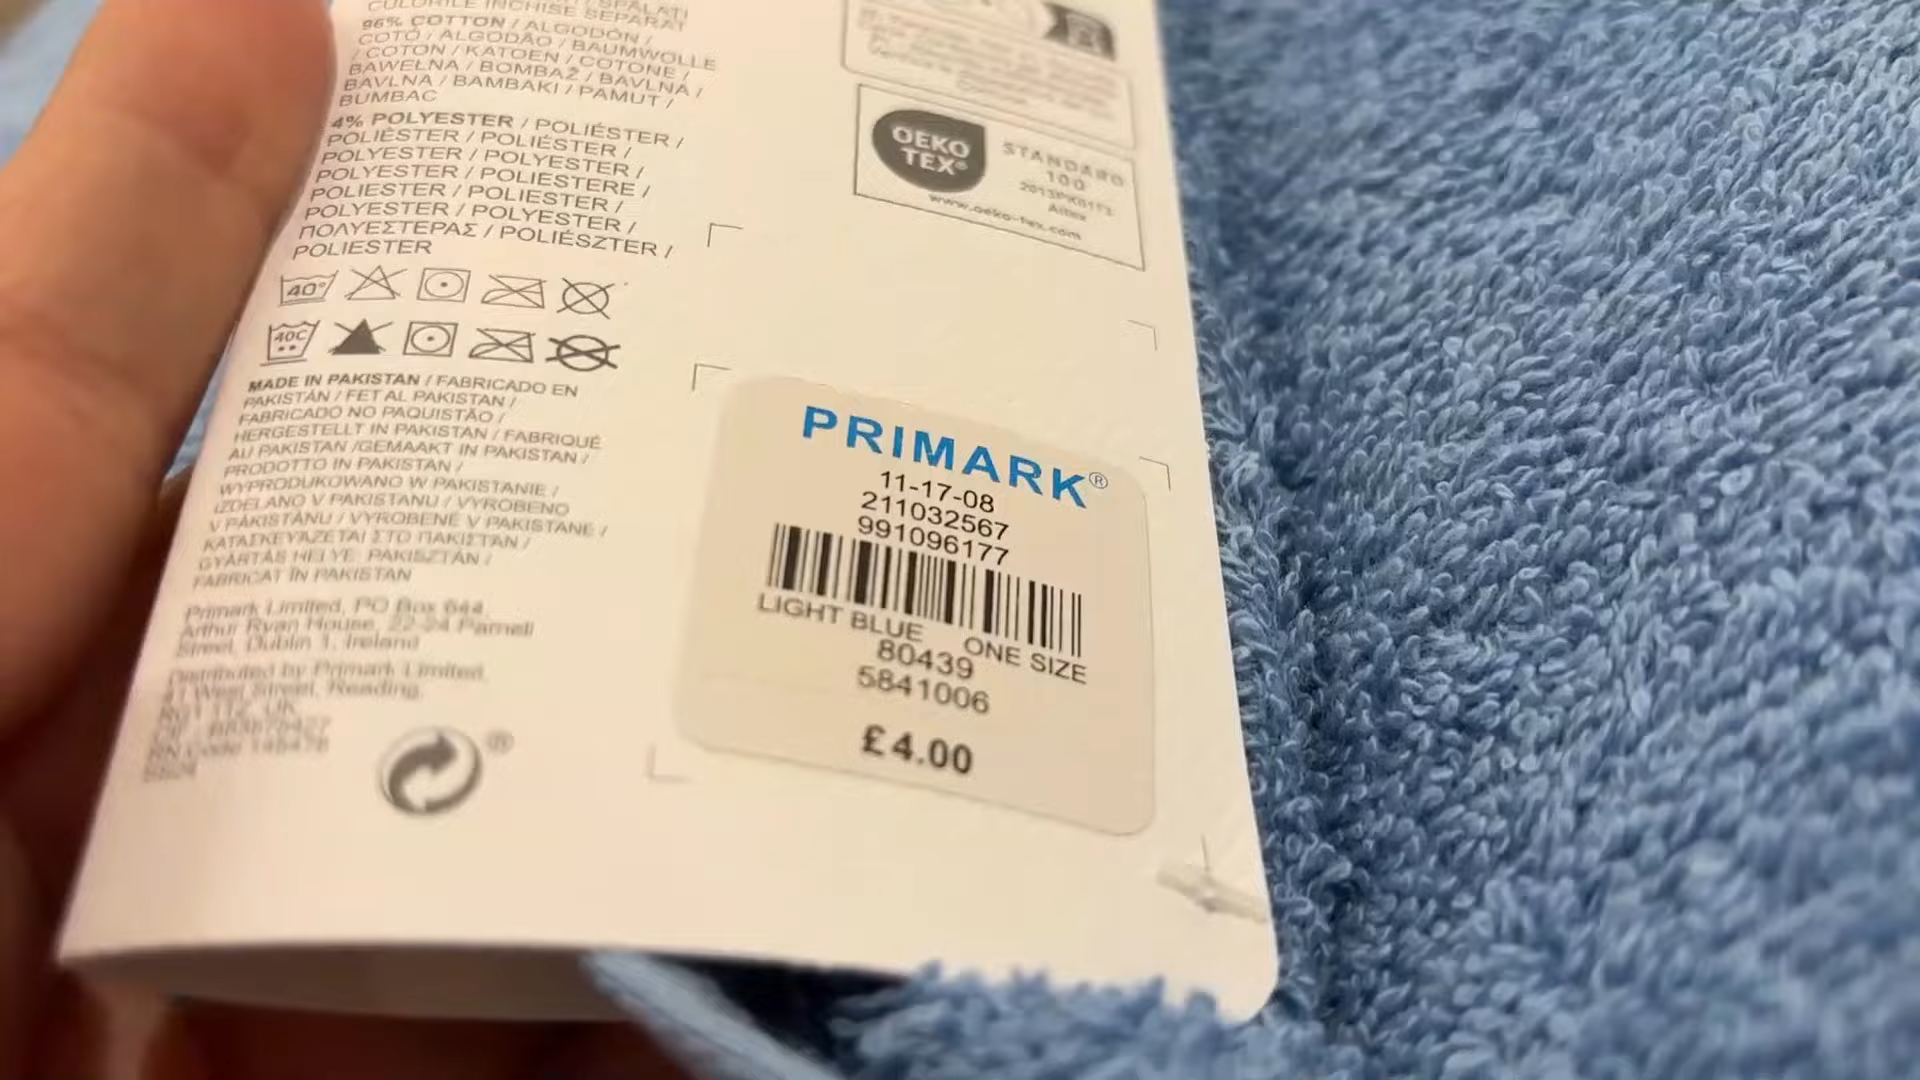 CULORILE ÎNCHISE SEPARAT
96% COTTON / ALGODÓN /
COTÓ / ALGODÃO / BAUMWOLLE
/ COTON / KATOEN / COTONE /
BAWEŁNA / BOMBAŽ / BAVLNA /
BAVLNA / BAMBAKI / PAMUT /
BUMBAC
4% POLYESTER / POLIÉSTER /
POLIÈSTER / POLIÉSTER /
POLYESTER / POLYESTER /
POLYESTER / POLIESTERE /
POLIESTER / POLIESTER /
POLYESTER / POLYESTER /
ΠΟΛΥΕΣΤΕΡΑΣ / POLIÉSZTER /
POLIESTER
40°
40C
MADE IN PAKISTAN / FABRICADO EN
PAKISTÁN / FET AL PAKISTAN /
FABRICADO NO PAQUISTÃO /
HERGESTELLT IN PAKISTAN / FABRIQUÉ
AU PAKISTAN /GEMAAKT IN PAKISTAN /
PRODOTTO IN PAKISTAN /
WYPRODUKOWANO W PAKISTANIE /
IZDELANO V PAKISTANU / VYROBENO
V PÁKISTÁNU / VYROBENÉ V PAKISTANE /
ΚΑΤΑΣΚΕΥΑΖΕΤΑΙ ΣΤΟ ΠΑΚΙΣΤΑΝ /
GYÁRTÁS HELYE: PAKISZTÁN /
FABRICAT ÎN PAKISTAN
Primark Limited, PO Box 644,
Arthur Ryan House, 22-24 Parnell
Street, Dublin 1, Ireland
Distributed by Primark Limited,
41 West Street, Reading,
RG1 1TZ, UK
OEKO
TEX®
STANDARD
100
Aitex
www.oeko-tex.com
PRIMARK®
11-17-08
211032567
991096177
LIGHT BLUE ONE SIZE
80439
5841006
£4.00